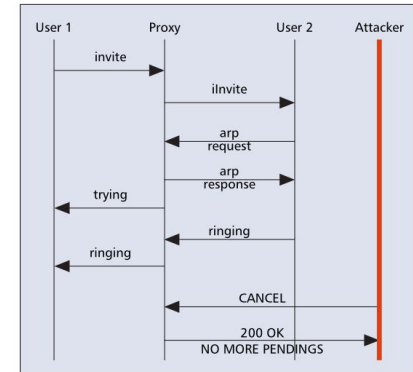 User 1 Proxy User 2 Attacker
invite
iInvite
arp
request
arp
response
trying
ringing
ringing
CANCEL
200 OK
NO MORE PENDINGS